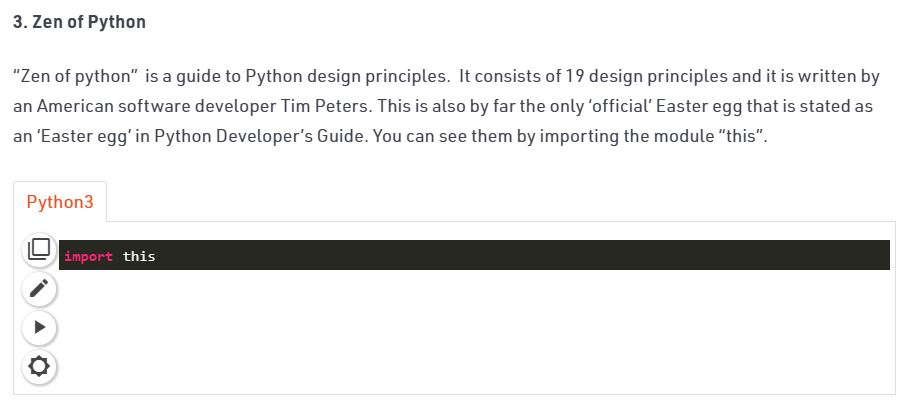 3. Zen of Python
“Zen of python”  is a guide to Python design principles.  It consists of 19 design principles and it is written by
an American software developer Tim Peters. This is also by far the only ‘official’ Easter egg that is stated as
an ‘Easter egg’ in Python Developer’s Guide. You can see them by importing the module “this”.
Python3
import this